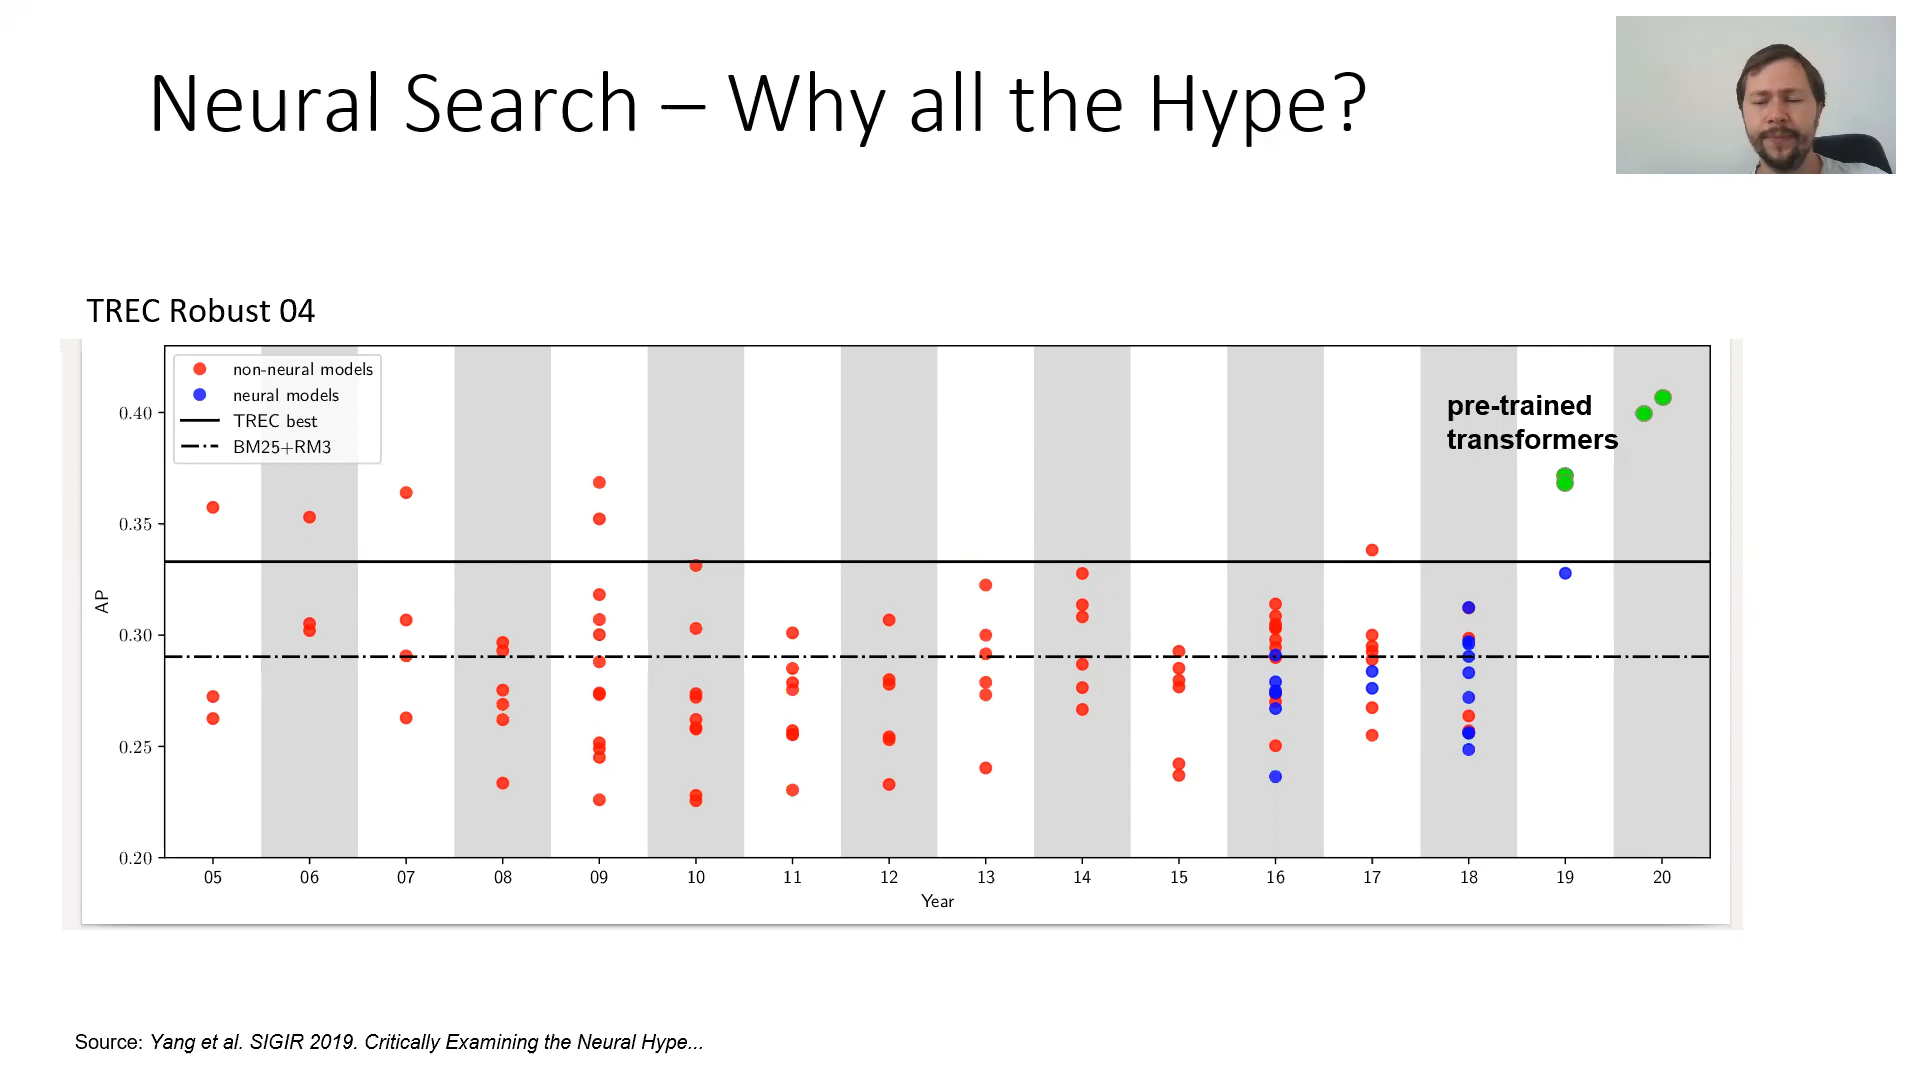 Neural Search – Why all the Hype?
TREC Robust 04
non-neural models
neural models
TREC best
BM25+RM3
pre-trained
transformers
0.40
0.35
0.30
0.25
0.20
AP
05 06 07 08 09 10 11 12 13 14 15 16 17 18 19 20
Year
Source: Yang et al. SIGIR 2019. Critically Examining the Neural Hype...